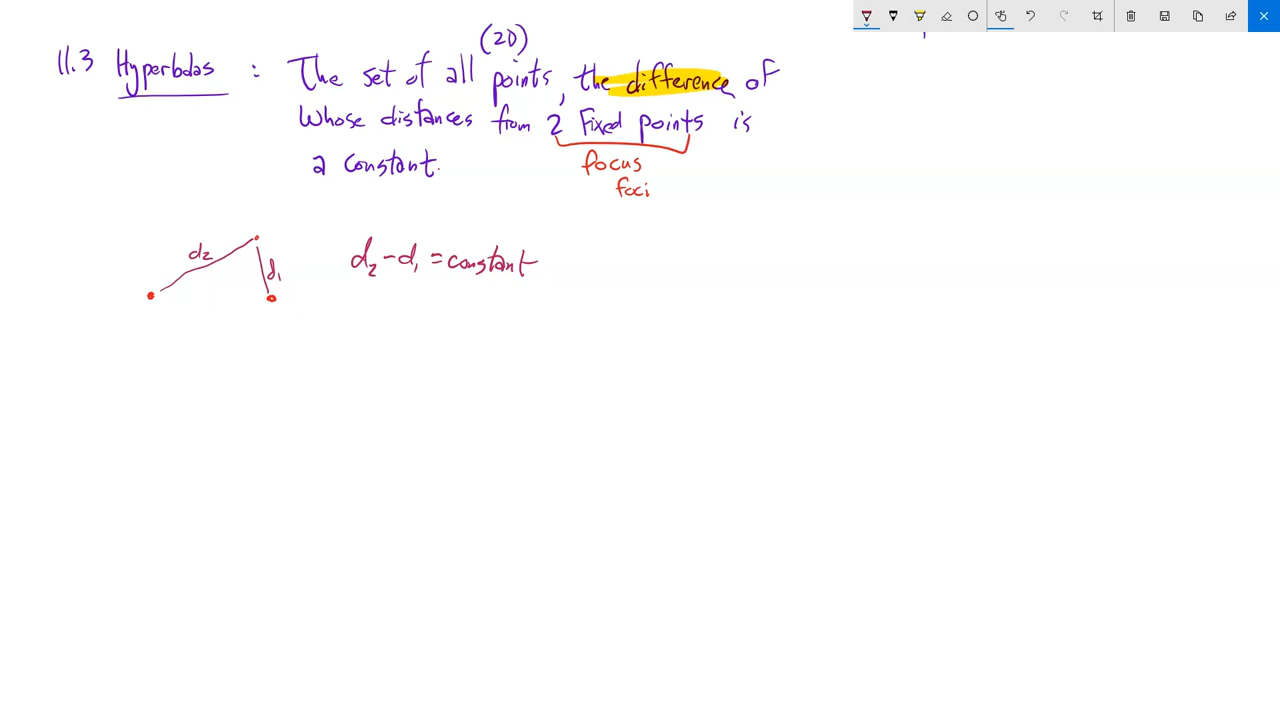 (2D)
11.3 Hyperbolas : The set of all points, the difference of
whose distances from 2 Fixed points is
a constant.
focus
foci
d2
d1
d2 - d1 = constant